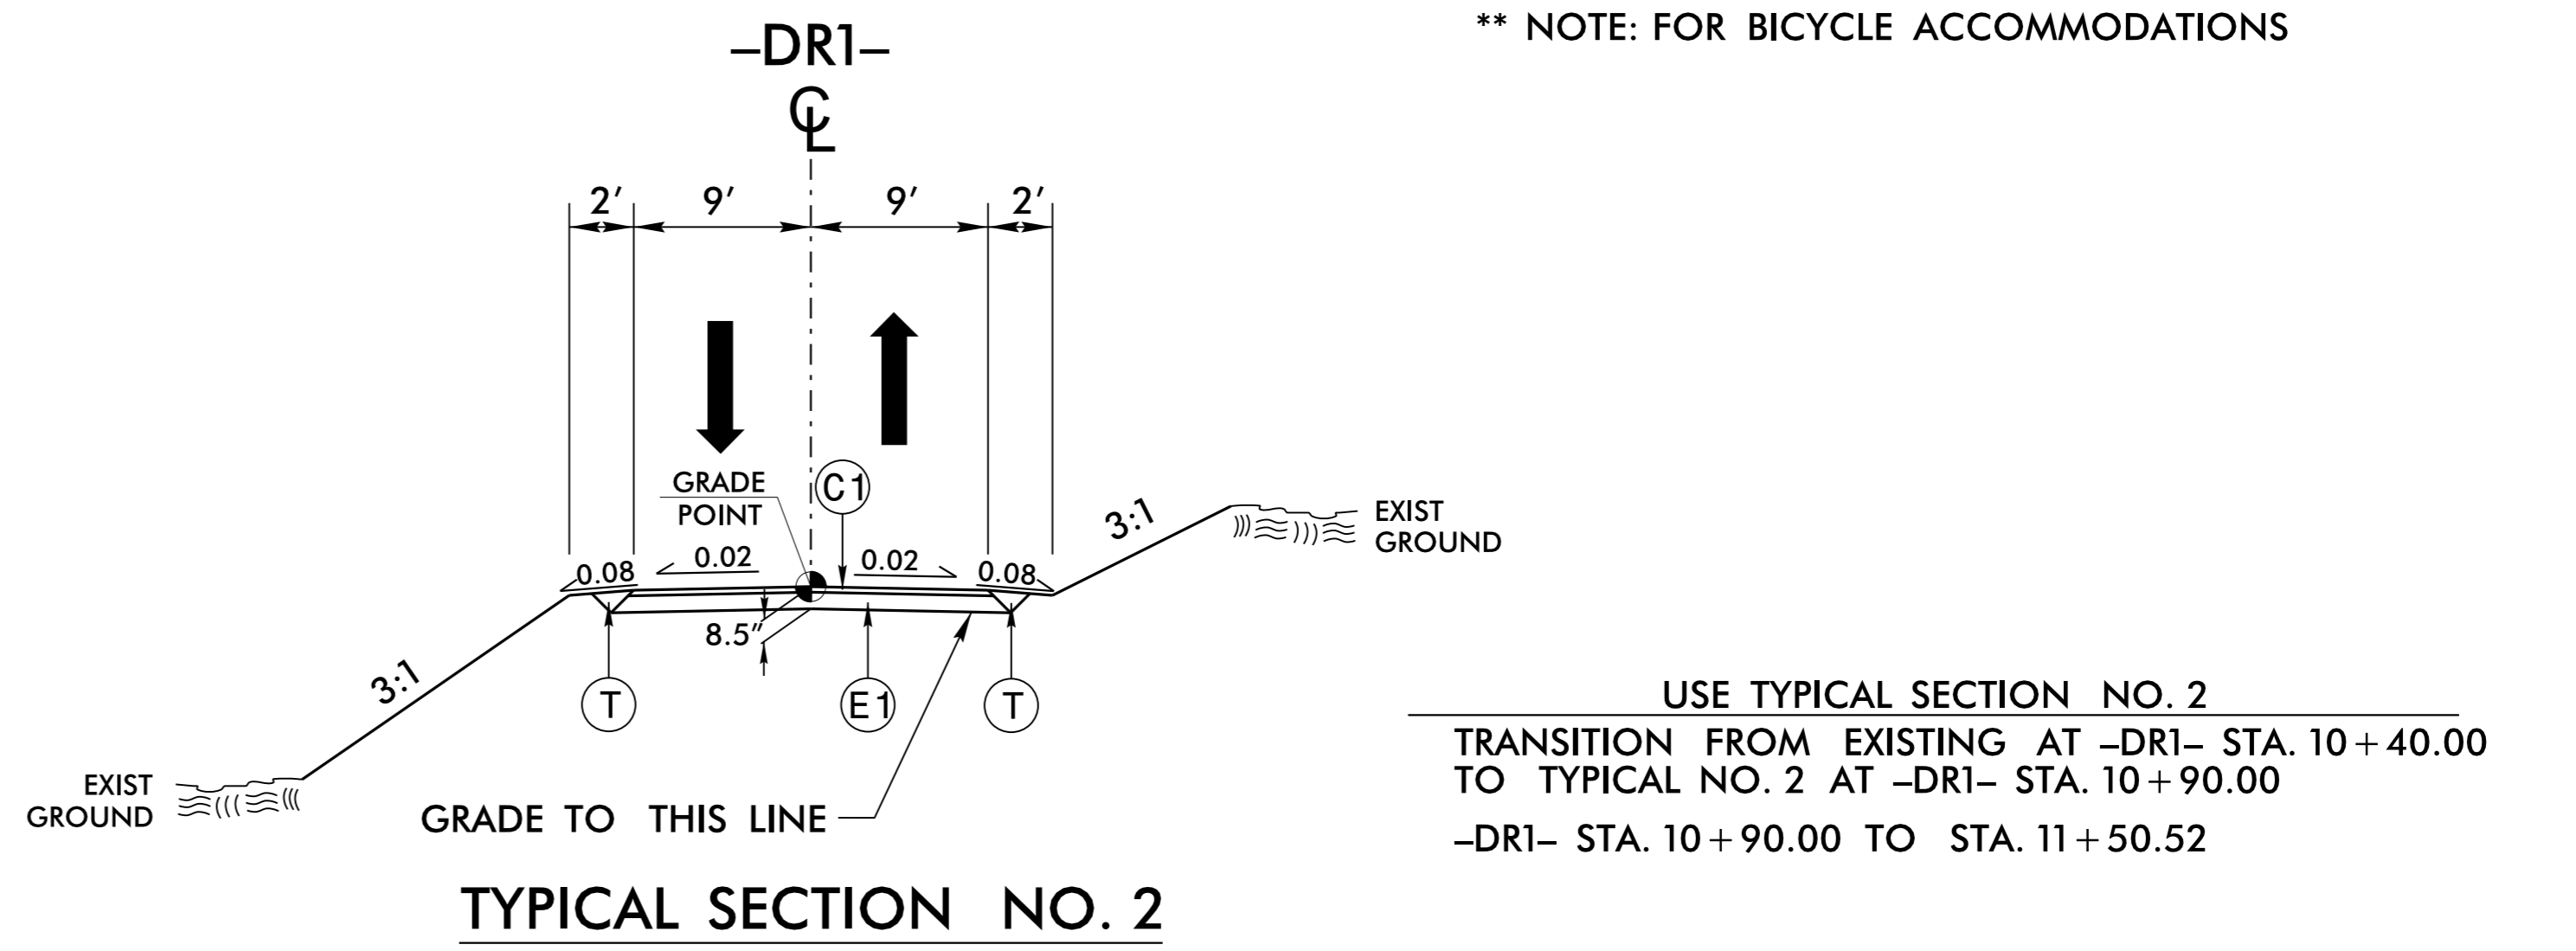 ** NOTE: FOR BICYCLE ACCOMMODATIONS
–DR1–
℄
2' 9' 9' 2'
GRADE
POINT
C1
0.08 0.02 0.02 0.08
3:1
EXIST
GROUND
8.5"
3:1
T E1 T
EXIST
GROUND
GRADE TO THIS LINE
TYPICAL SECTION NO. 2
USE TYPICAL SECTION NO. 2
TRANSITION FROM EXISTING AT –DR1– STA. 10+40.00
TO TYPICAL NO. 2 AT –DR1– STA. 10+90.00
–DR1– STA. 10+90.00 TO STA. 11+50.52